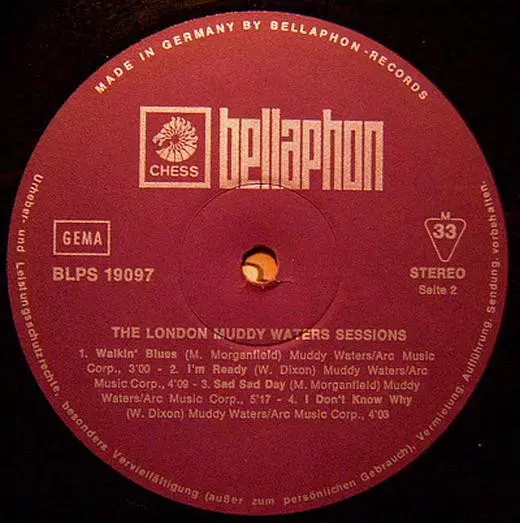 MADE IN GERMANY BY BELLAPHON-RECORDS
CHESS
bellaphon
GEMA
BLPS 19097
M
33
STEREO
Seite 2
THE LONDON MUDDY WATERS SESSIONS
1. Walkin' Blues (M. Morganfield) Muddy Waters/Arc Music
Corp., 3'00 - 2. I'm Ready (W. Dixon) Muddy Waters/Arc
Music Corp., 4'09 - 3. Sad Sad Day (M. Morganfield) Muddy
Waters/Arc Music Corp., 5'17 - 4. I Don't Know Why
(W. Dixon) Muddy Waters/Arc Music Corp., 4'03
Urheber- und Leistungsschutzrechte, besonders Vervielfältigung (außer zum persönlichen Gebrauch), Vermietung, Aufführung, Sendung, vorbehalten.